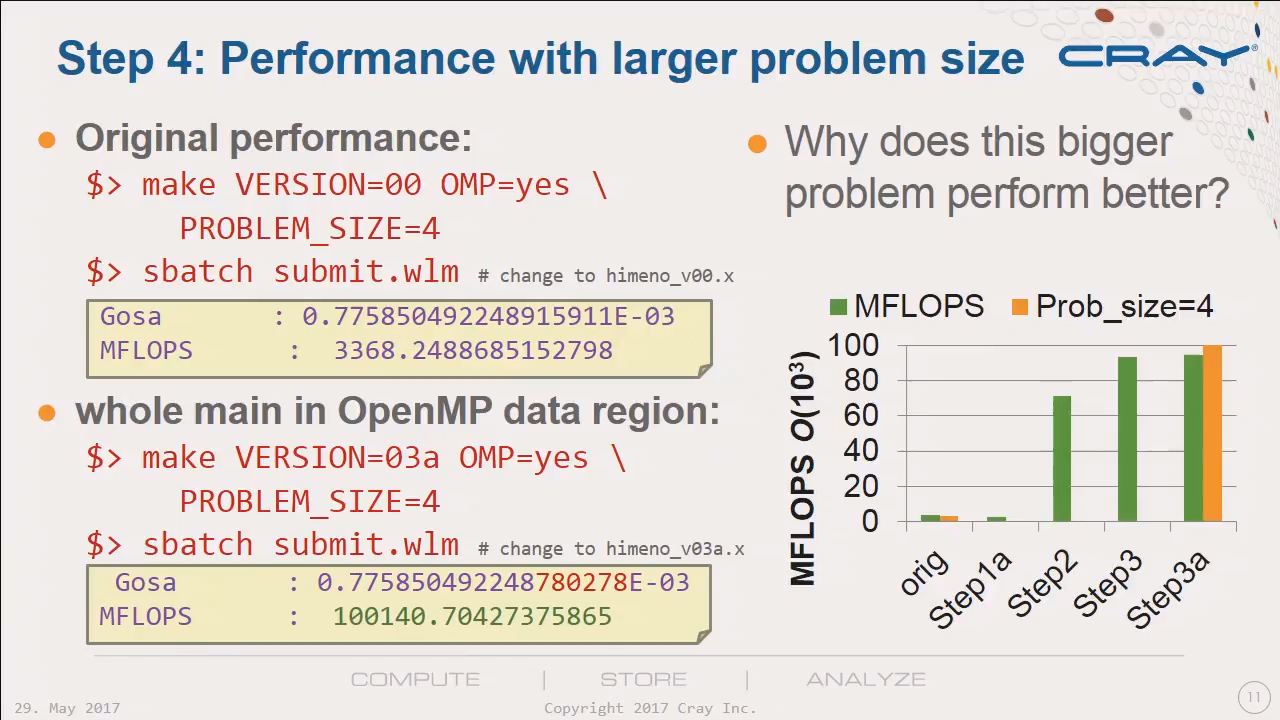 Step 4: Performance with larger problem size
CRAY®
Original performance:
$> make VERSION=00 OMP=yes \
PROBLEM_SIZE=4
$> sbatch submit.wlm # change to himeno_v00.x
Gosa : 0.775850492248915911E-03
MFLOPS : 3368.2488685152798
whole main in OpenMP data region:
$> make VERSION=03a OMP=yes \
PROBLEM_SIZE=4
$> sbatch submit.wlm # change to himeno_v03a.x
Gosa : 0.775850492248780278E-03
MFLOPS : 100140.70427375865
Why does this bigger
problem perform better?
MFLOPS Prob_size=4
MFLOPS O(10³)
100
80
60
40
20
0
orig
Step1a
Step2
Step3
Step3a
COMPUTE | STORE | ANALYZE
29. May 2017
Copyright 2017 Cray Inc.
11